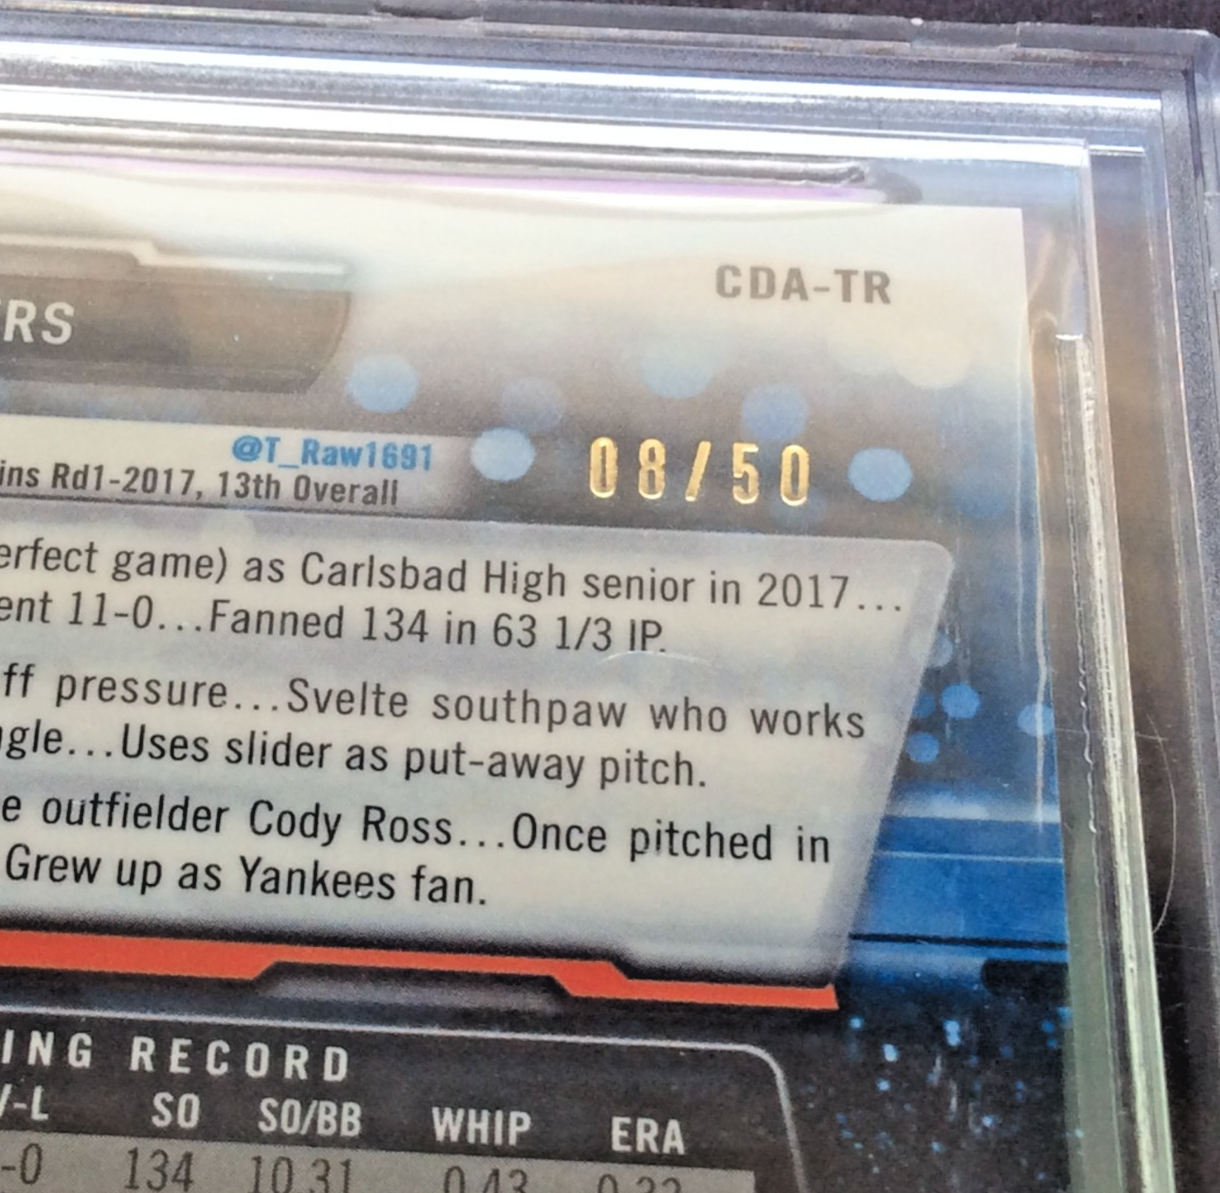 CDA-TR
RS
@T_Raw1691
08/50
ins Rd1-2017, 13th Overall
erfect game) as Carlsbad High senior in 2017...
ent 11-0...Fanned 134 in 63 1/3 IP.
ff pressure...Svelte southpaw who works
gle...Uses slider as put-away pitch.
e outfielder Cody Ross...Once pitched in
Grew up as Yankees fan.
ING RECORD
-L SO SO/BB WHIP ERA
-0 134 10.31 0.43